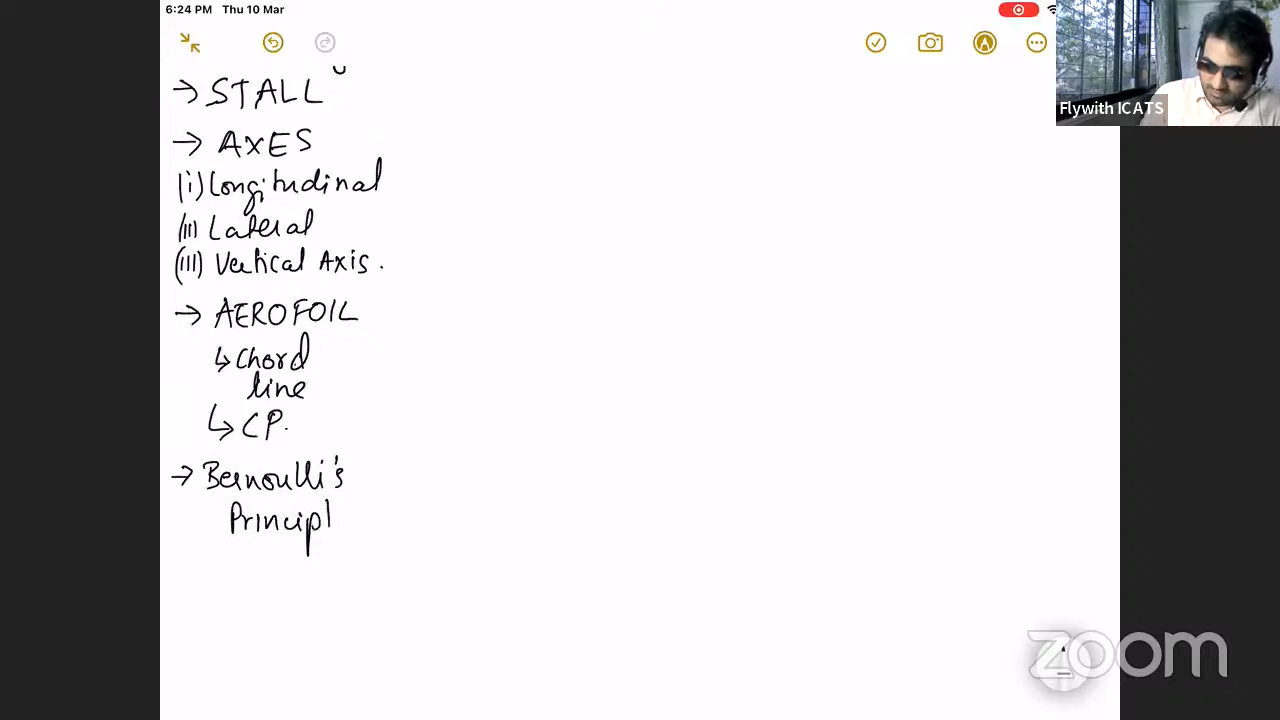 6:24 PM Thu 10 Mar
Flywith ICATS
→ STALL
→ AXES
(i) Longitudinal
(ii) Lateral
(iii) Vertical Axis.
→ AEROFOIL
↳ Chord
line
↳ CP.
→ Bernoulli's
Principl
zoom